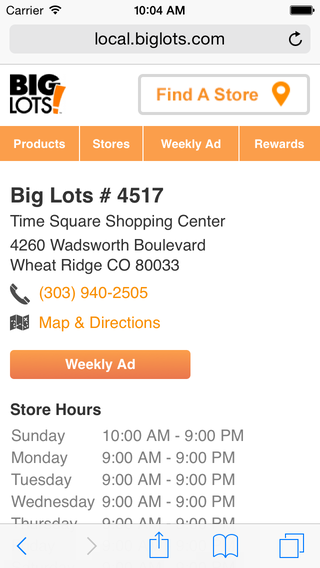 Carrier 10:04 AM
local.biglots.com
BIG
LOTS!
Find A Store
Products Stores Weekly Ad Rewards
Big Lots # 4517
Time Square Shopping Center
4260 Wadsworth Boulevard
Wheat Ridge CO 80033
(303) 940-2505
Map & Directions
Weekly Ad
Store Hours
Sunday 10:00 AM - 9:00 PM
Monday 9:00 AM - 9:00 PM
Tuesday 9:00 AM - 9:00 PM
Wednesday 9:00 AM - 9:00 PM
Thursday 9:00 AM - 9:00 PM